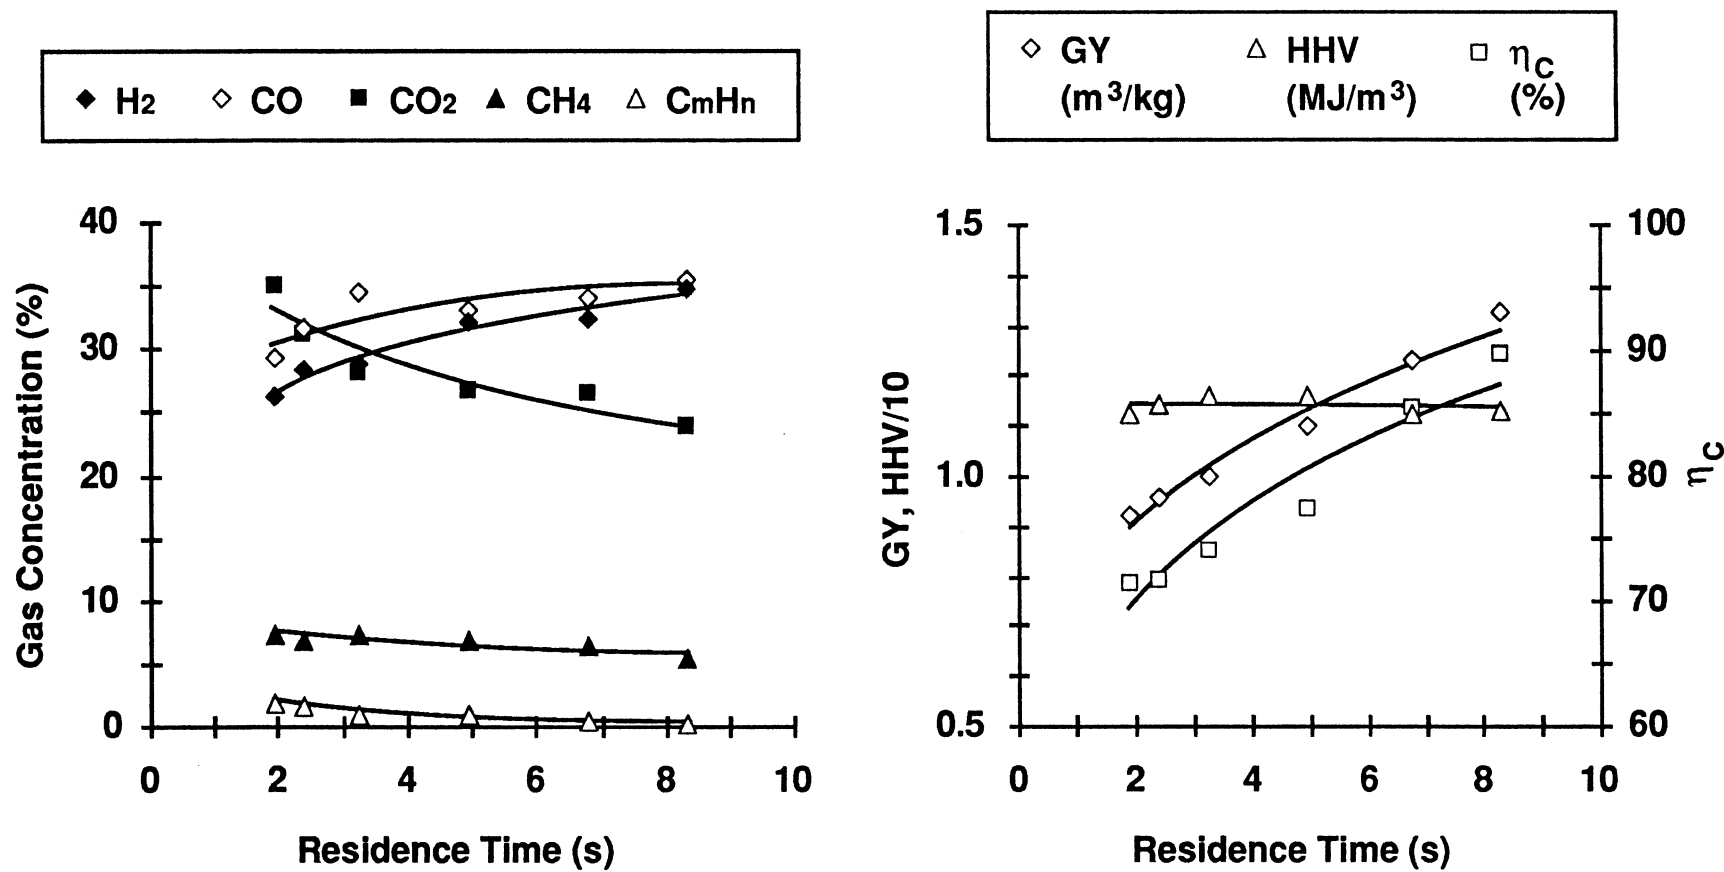 H2 CO CO2 CH4 CmHn
40
30
20
10
0
0 2 4 6 8 10
Gas Concentration (%)
Residence Time (s)
GY HHV ηC
(m³/kg) (MJ/m³) (%)
1.5
1.0
0.5
100
90
80
70
60
0 2 4 6 8 10
GY, HHV/10
ηC
Residence Time (s)